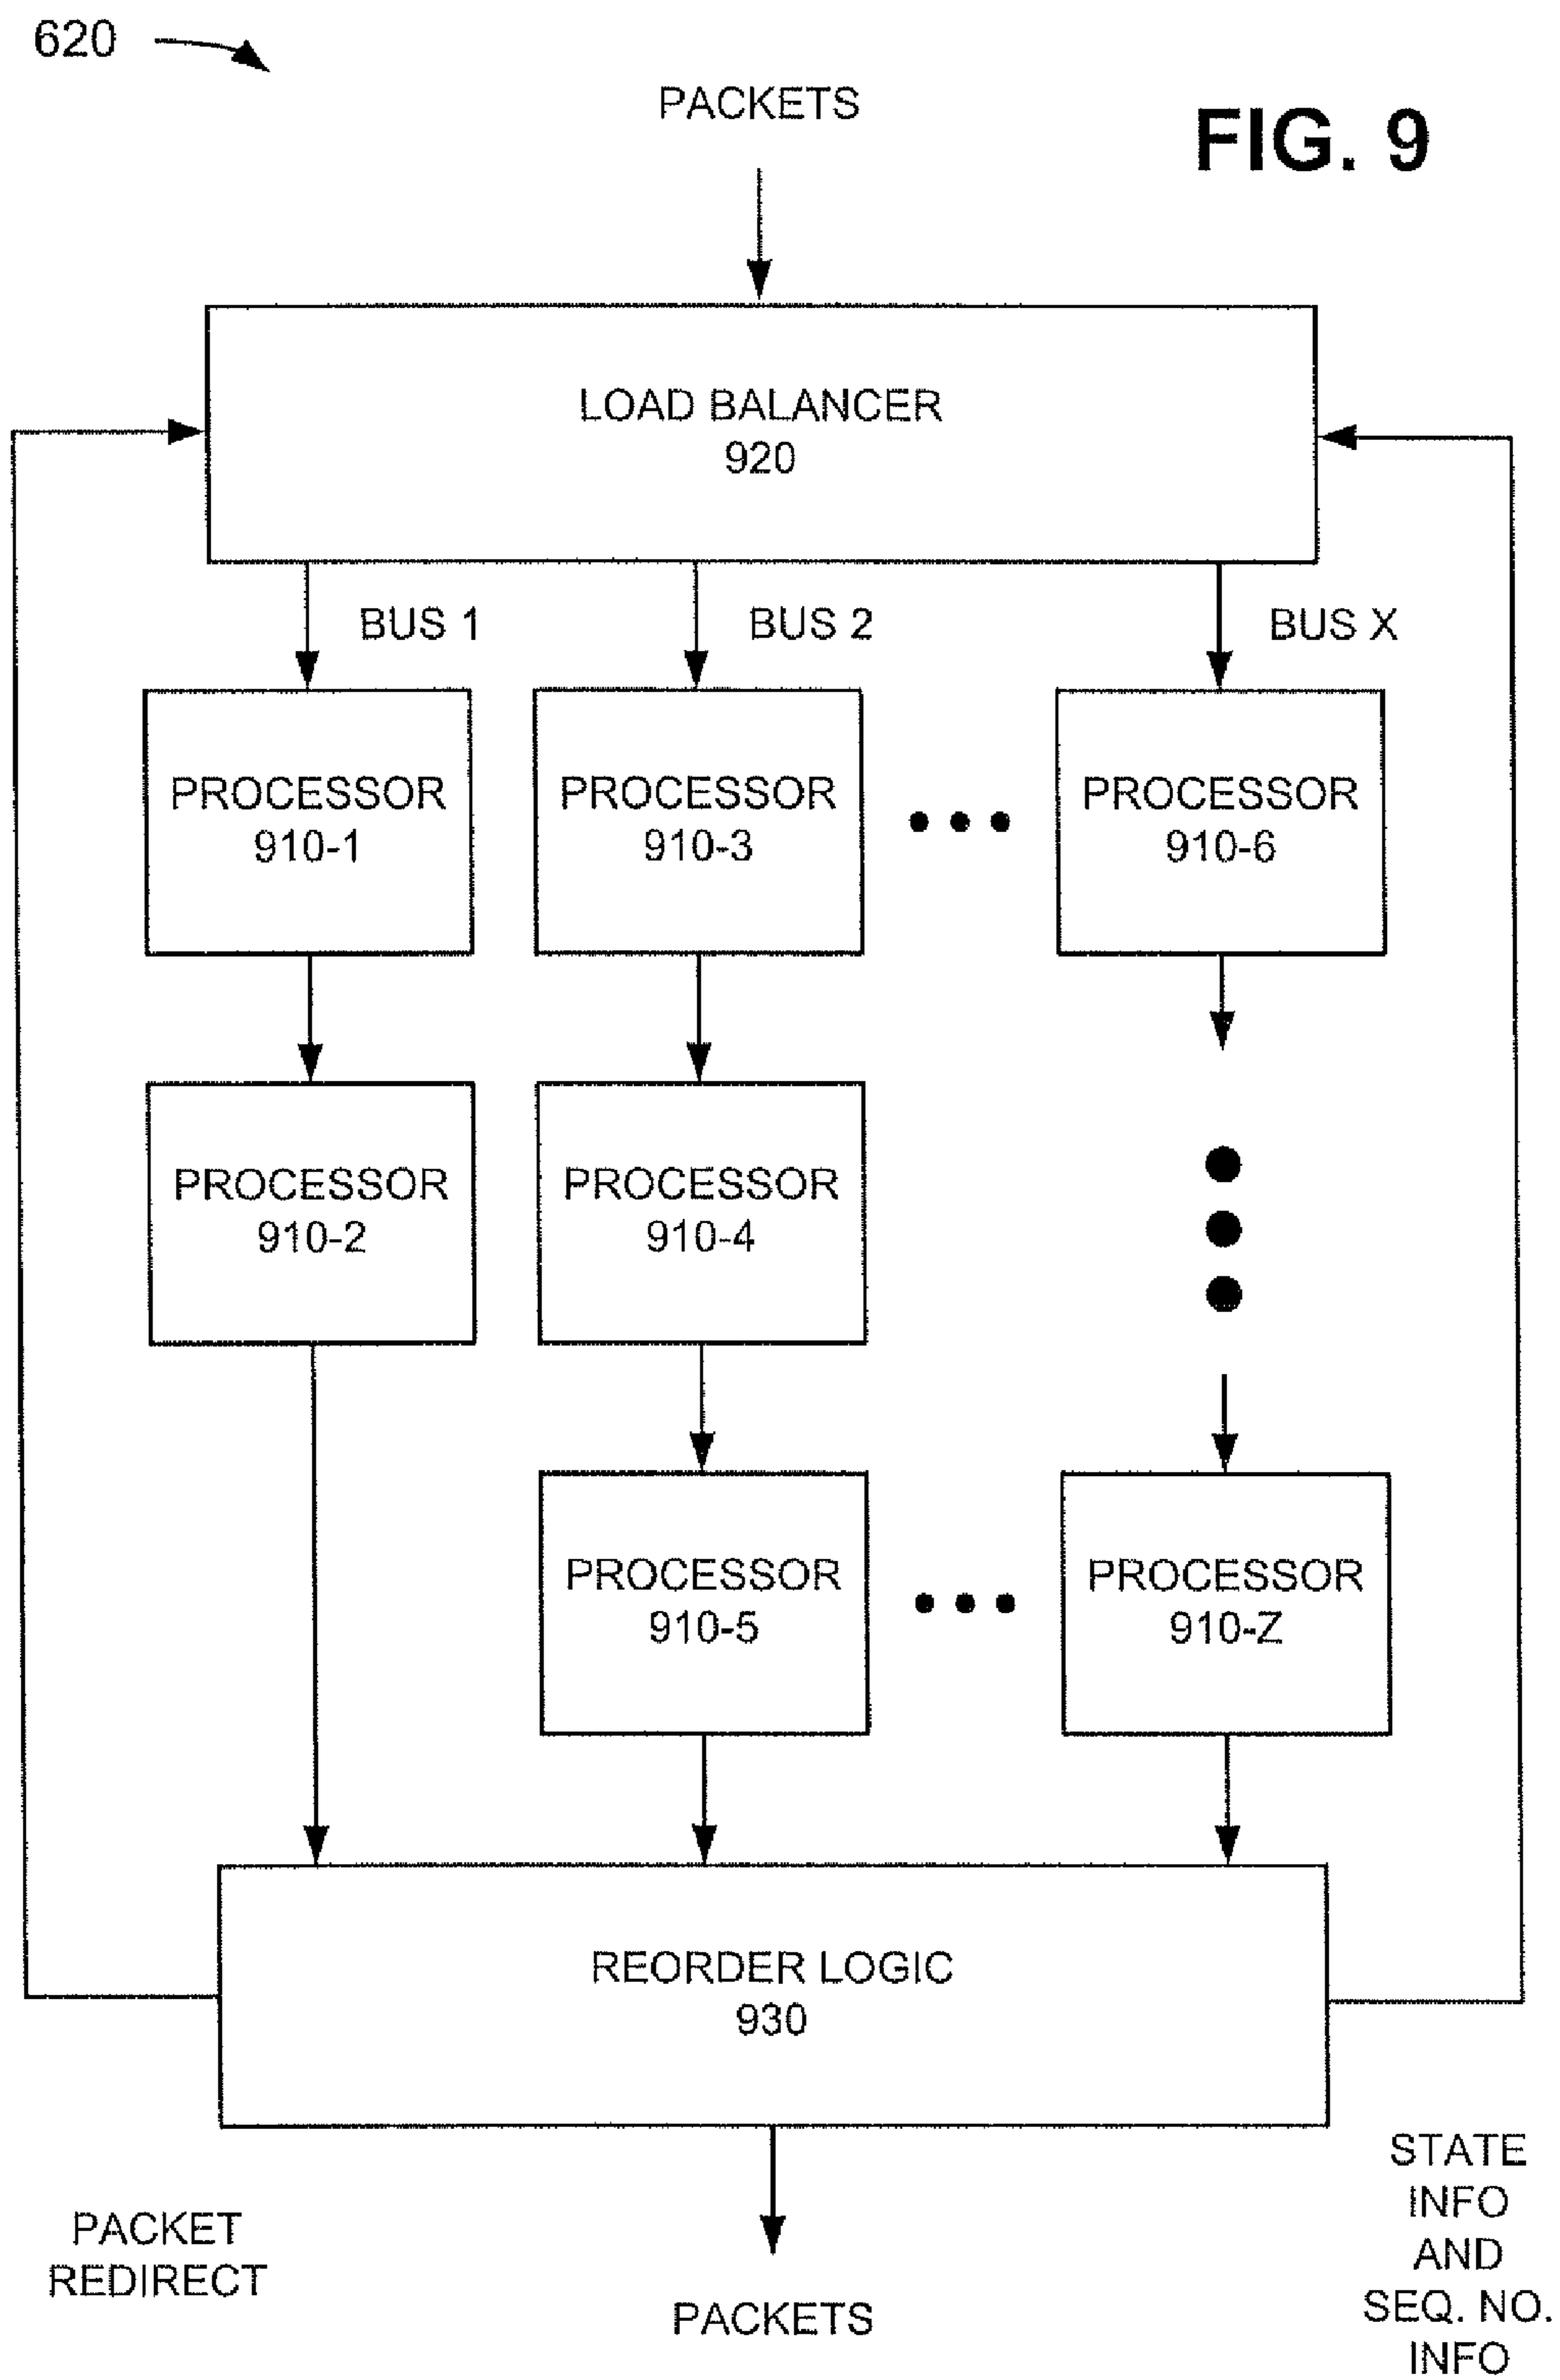 620
PACKETS
FIG. 9
LOAD BALANCER
920
BUS 1
BUS 2
BUS X
PROCESSOR
910-1
PROCESSOR
910-3
PROCESSOR
910-6
PROCESSOR
910-2
PROCESSOR
910-4
PROCESSOR
910-5
PROCESSOR
910-Z
REORDER LOGIC
930
PACKET
REDIRECT
PACKETS
STATE
INFO
AND
SEQ. NO.
INFO